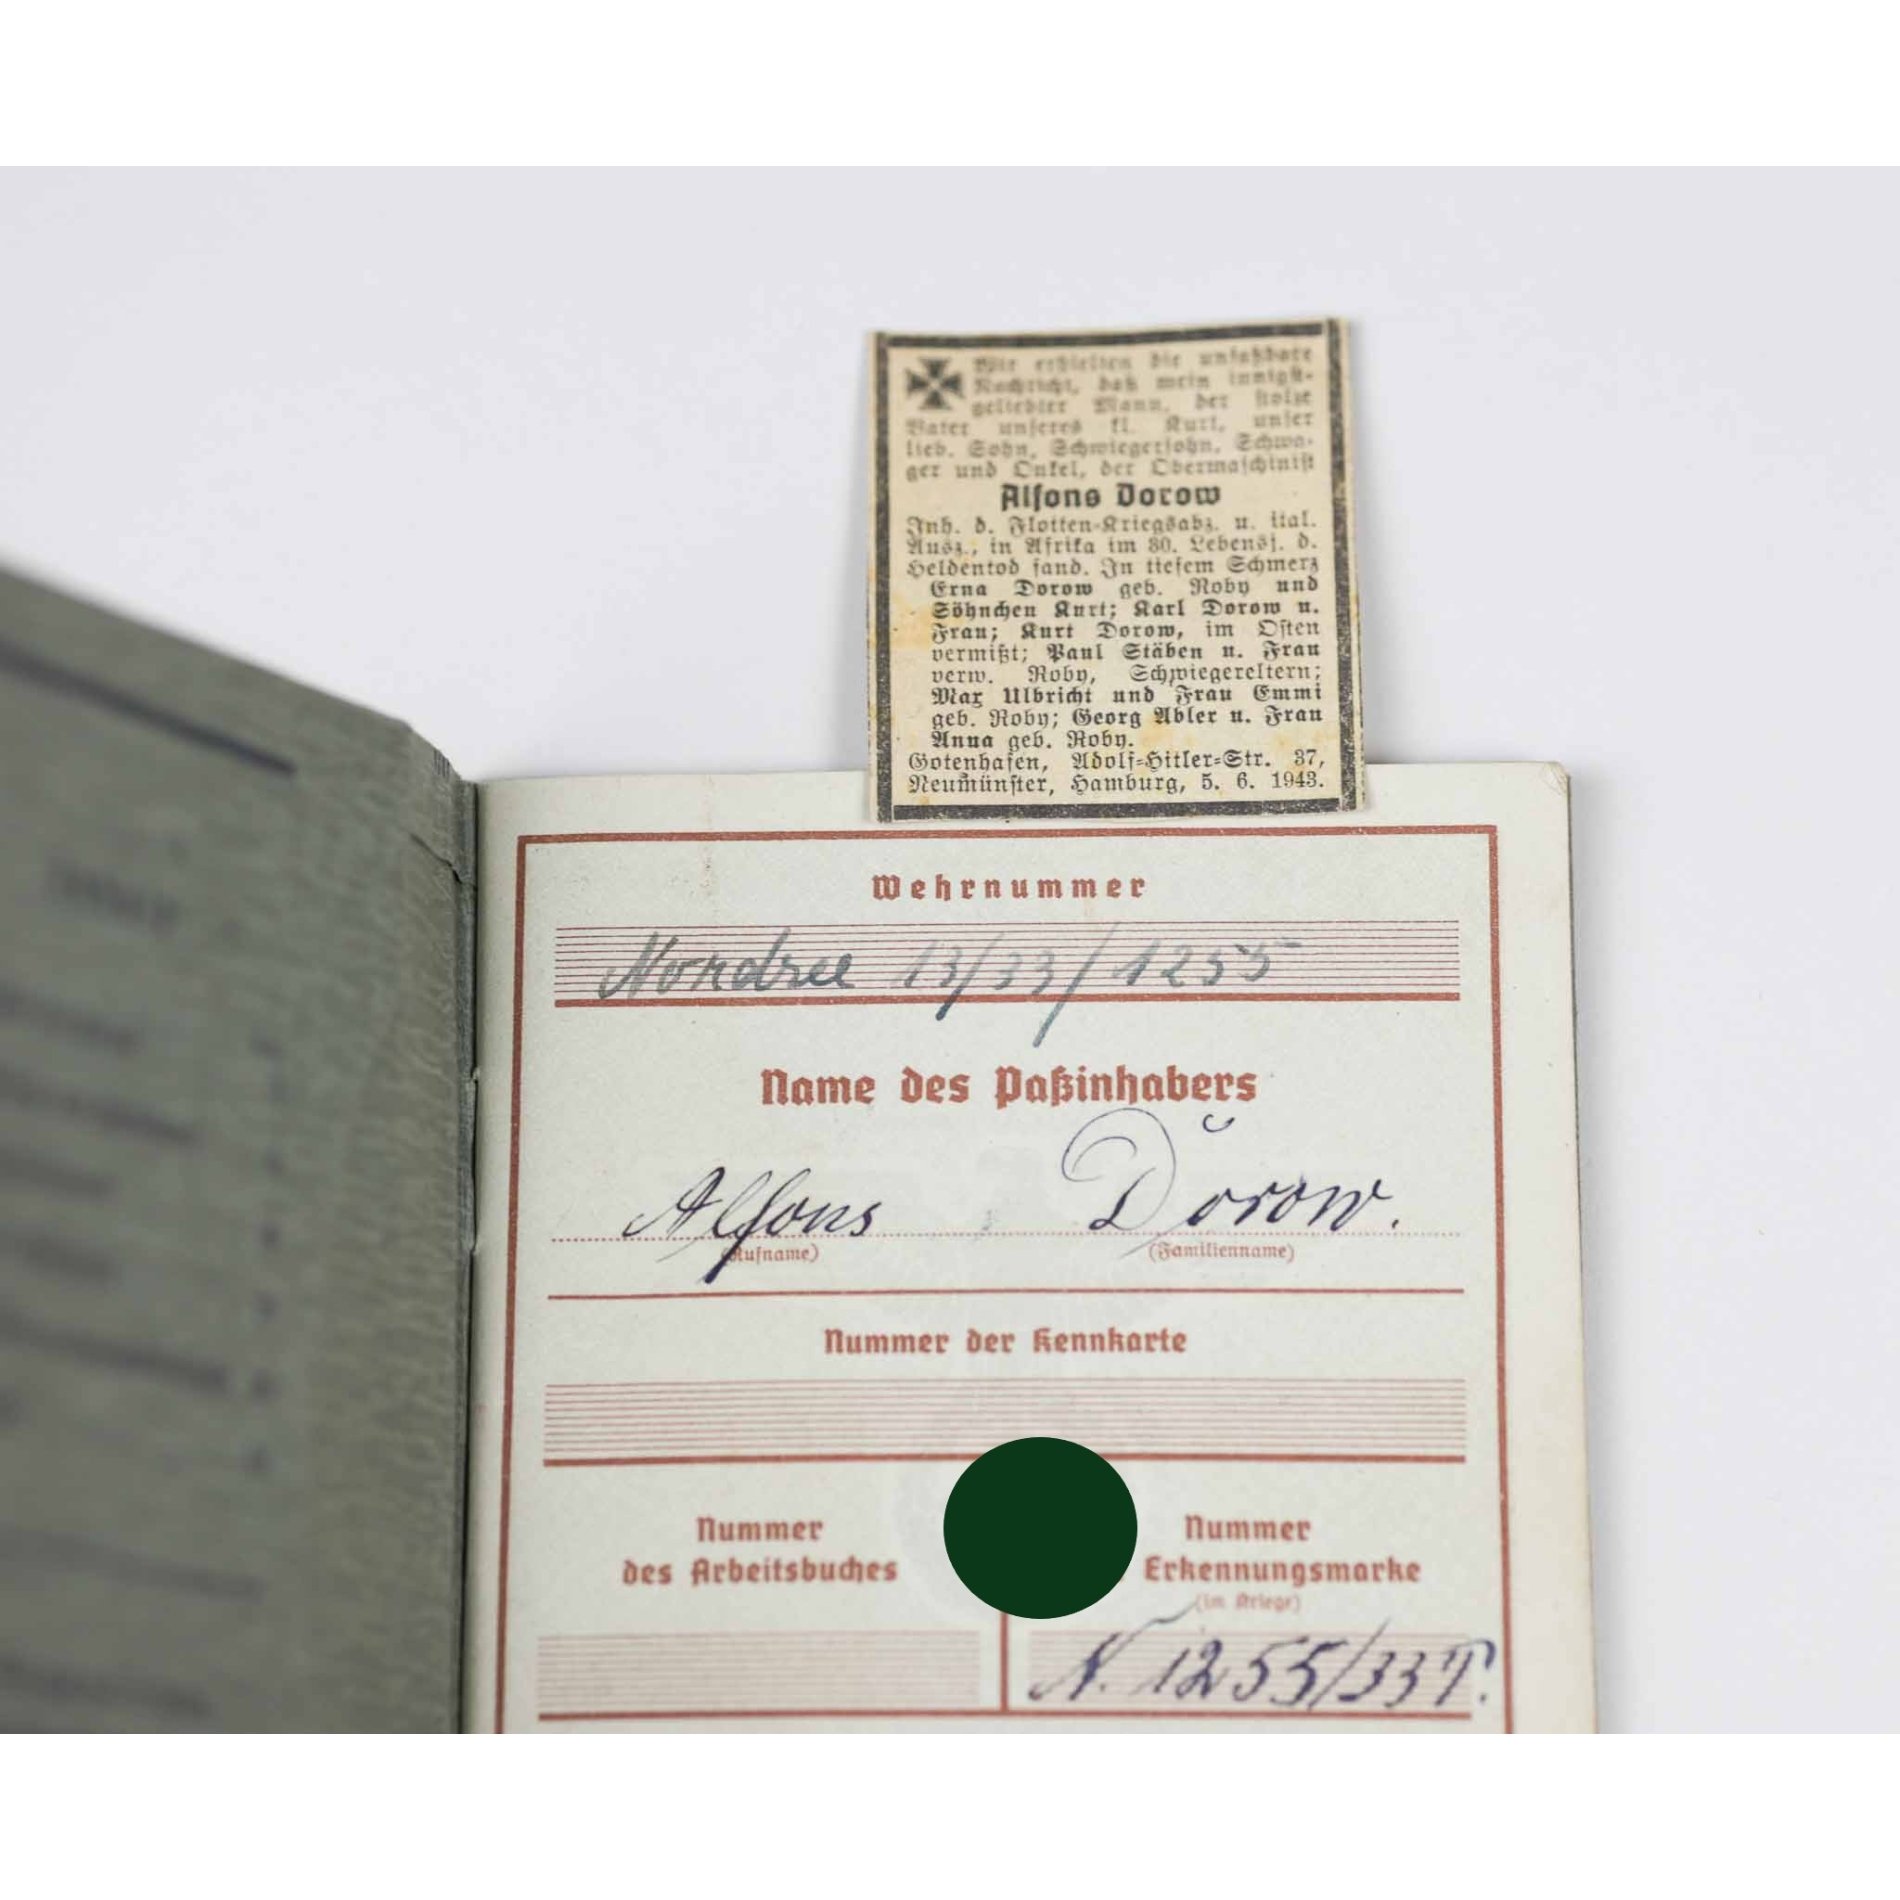 Wir erhielten die unfaßbare
Nachricht, daß mein innigst-
geliebter Mann, der stolze
Vater unseres kl. Kurt, unser
lieb. Sohn, Schwiegersohn, Schwa-
ger und Onkel, der Obermaschinist
Alfons Dorow
Inh. d. Flotten-Kriegsabz. u. ital.
Ausz., in Afrika im 30. Lebensj. d.
Heldentod fand. In tiefem Schmerz
Erna Dorow geb. Roby und
Söhnchen Kurt; Karl Dorow u.
Frau; Kurt Dorow, im Osten
vermißt; Paul Stäben u. Frau
verw. Roby, Schwiegereltern;
Max Ulbricht und Frau Emmi
geb. Roby; Georg Abler u. Frau
Anna geb. Roby.
Gotenhafen, Adolf-Hitler-Str. 37,
Neumünster, Hamburg, 5. 6. 1943.
Wehrnummer
Nordsee 13/33/1255
Name des Paßinhabers
Alfons Dorow.
(Rufname) (Familienname)
Nummer der Kennkarte
Nummer
des Arbeitsbuches
Nummer
Erkennungsmarke
(im Kriege)
N. 1255/33T.